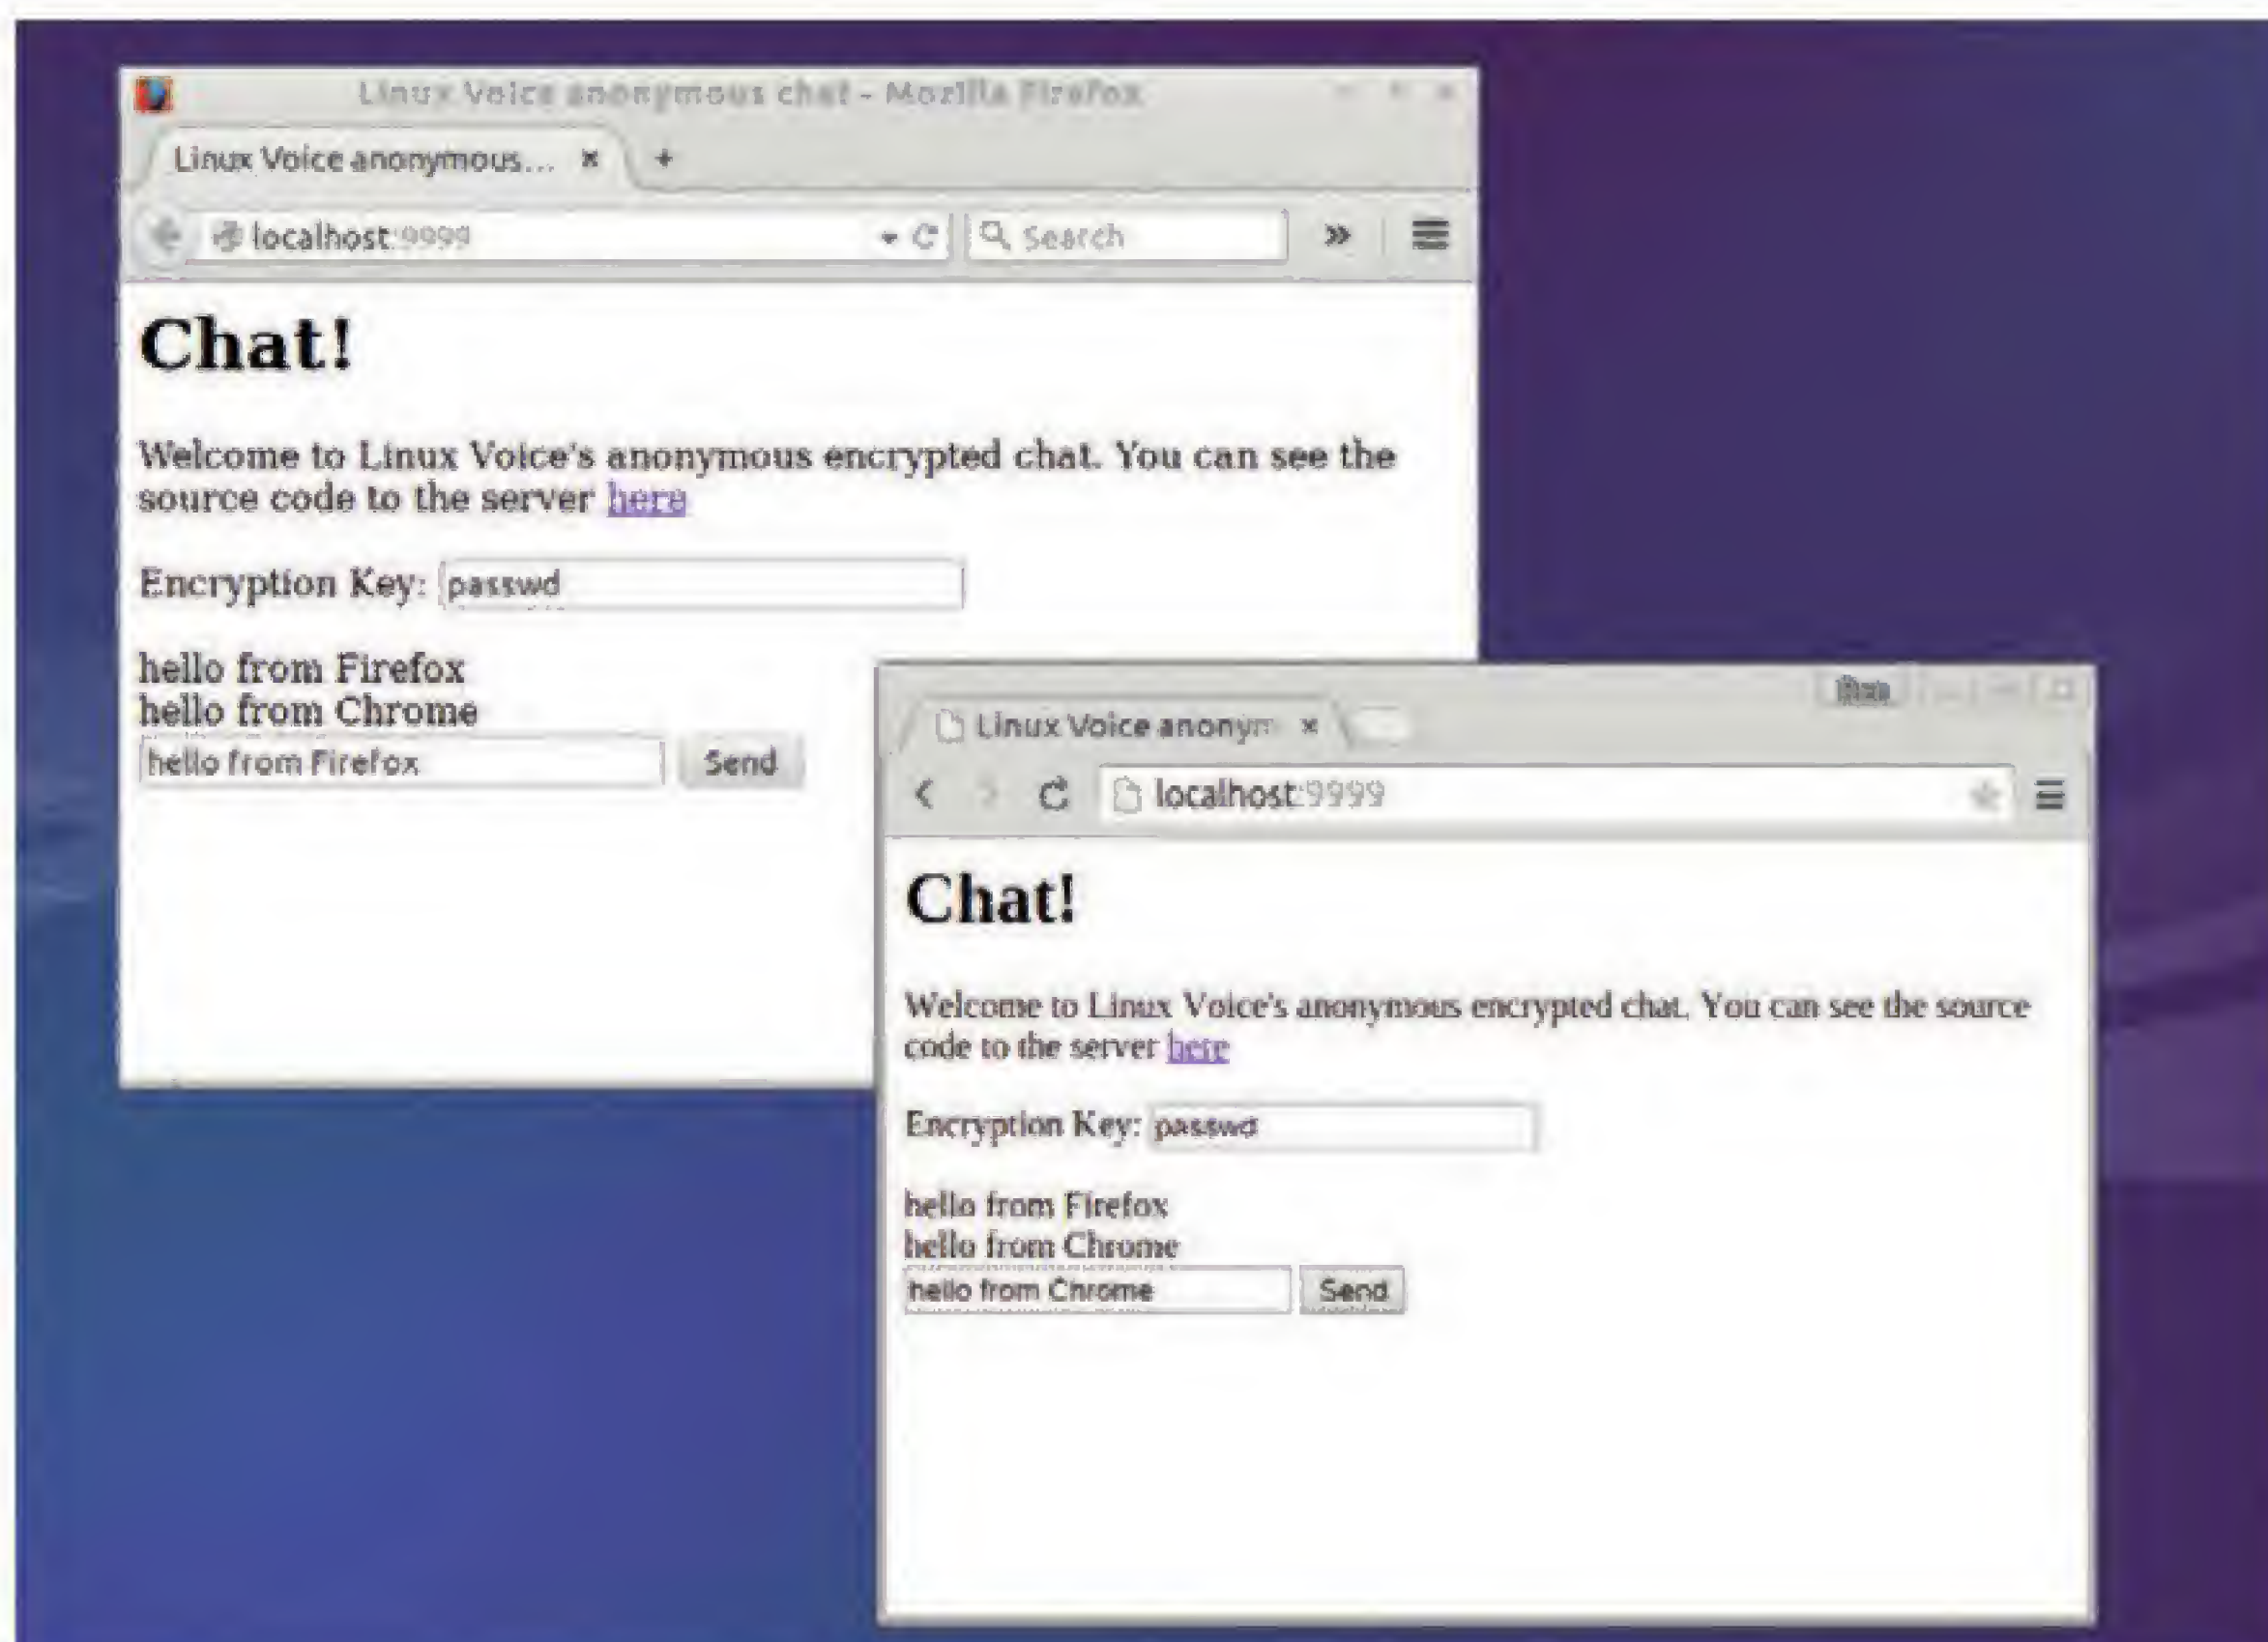 Linux Voice anonymous chat - Mozilla Firefox
Linux Voice anonymous...
localhost:9999
Search
Chat!
Welcome to Linux Voice's anonymous encrypted chat. You can see the
source code to the server here
Encryption Key: passwd
hello from Firefox
hello from Chrome
hello from Firefox Send
Linux Voice anonym
localhost:9999
Chat!
Welcome to Linux Voice's anonymous encrypted chat. You can see the source
code to the server here
Encryption Key: passwd
hello from Firefox
hello from Chrome
hello from Chrome Send